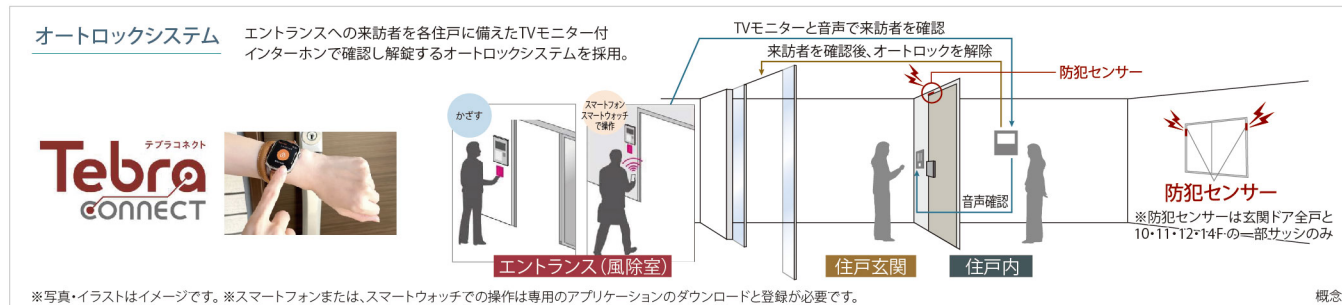 オートロックシステム
エントランスへの来訪者を各住戸に備えたTVモニター付
インターホンで確認し解錠するオートロックシステムを採用。
テブラコネクト
Tebra
CONNECT
かざす
スマートフォン
スマートウォッチ
で操作
TVモニターと音声で来訪者を確認
来訪者を確認後、オートロックを解除
防犯センサー
音声確認
エントランス(風除室)
住戸玄関
住戸内
防犯センサー
※防犯センサーは玄関ドア全戸と
10・11・12・14Fの一部サッシのみ
※写真・イラストはイメージです。※スマートフォンまたは、スマートウォッチでの操作は専用のアプリケーションのダウンロードと登録が必要です。
概念